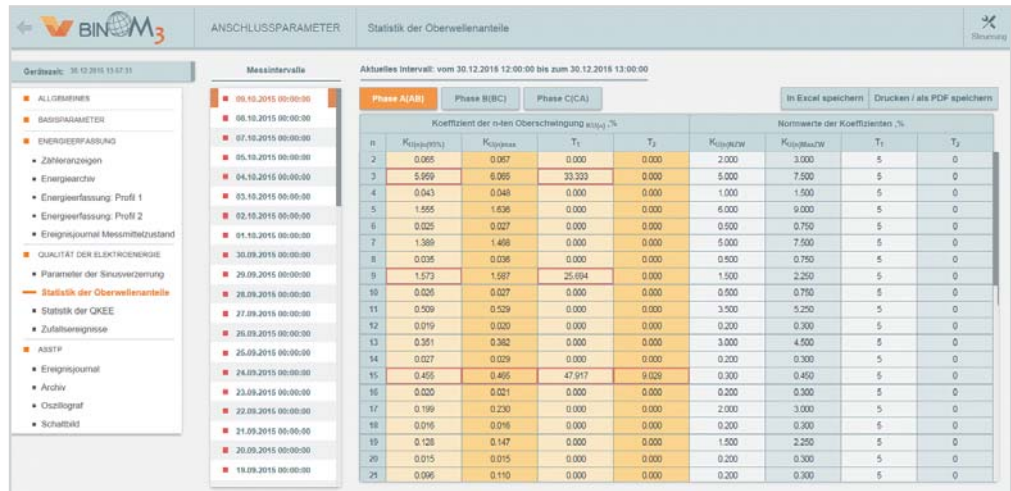 BINOM3
ANSCHLUSSPARAMETER
Statistik der Oberwellenanteile
Steuerung
Gerätezeit: 30.12.2015
ALLGEMEINES
BASISPARAMETER
ENERGIEERFASSUNG
Zähleranzeigen
Energiearchiv
Energieerfassung: Profil 1
Energieerfassung: Profil 2
Ereignisjournal Messmittelzustand
QUALITÄT DER ELEKTROENERGIE
Parameter der Sinusverzerrung
Statistik der Oberwellenanteile
Statistik der QKEE
Zufallsereignisse
ASSTP
Ereignisjournal
Archiv
Oszillograf
Schaltbild
Messintervalle
09.10.2015 00:00:00
08.10.2015 00:00:00
07.10.2015 00:00:00
05.10.2015 00:00:00
04.10.2015 00:00:00
03.10.2015 00:00:00
02.10.2015 00:00:00
01.10.2015 00:00:00
30.09.2015 00:00:00
29.09.2015 00:00:00
28.09.2015 00:00:00
27.09.2015 00:00:00
26.09.2015 00:00:00
25.09.2015 00:00:00
24.09.2015 00:00:00
23.09.2015 00:00:00
22.09.2015 00:00:00
21.09.2015 00:00:00
20.09.2015 00:00:00
19.09.2015 00:00:00
Aktuelles Intervall: vom 30.12.2015 12:00:00 bis zum 30.12.2015 13:00:00
Phase A(AB) Phase B(BC) Phase C(CA) In Excel speichern Drucken / als PDF speichern
Koeffizient der n-ten Oberschwingung KU(n) ,% Normwerte der Koeffizienten ,%
n KU(n)o(95%) KU(n)max T1 T2 KU(n)NZW KU(n)MaxZW T1 T2
2 0.065 0.067 0.000 0.000 2.000 3.000 5 0
3 5.959 6.065 33.333 0.000 5.000 7.500 5 0
4 0.043 0.048 0.000 0.000 1.000 1.500 5 0
5 1.555 1.636 0.000 0.000 6.000 9.000 5 0
6 0.025 0.027 0.000 0.000 0.500 0.750 5 0
7 1.389 1.468 0.000 0.000 5.000 7.500 5 0
8 0.035 0.036 0.000 0.000 0.500 0.750 5 0
9 1.573 1.587 25.694 0.000 1.500 2.250 5 0
10 0.026 0.027 0.000 0.000 0.500 0.750 5 0
11 0.509 0.529 0.000 0.000 3.500 5.250 5 0
12 0.019 0.020 0.000 0.000 0.200 0.300 5 0
13 0.351 0.382 0.000 0.000 3.000 4.500 5 0
14 0.027 0.029 0.000 0.000 0.200 0.300 5 0
15 0.455 0.465 47.917 9.028 0.300 0.450 5 0
16 0.020 0.021 0.000 0.000 0.200 0.300 5 0
17 0.199 0.230 0.000 0.000 2.000 3.000 5 0
18 0.016 0.016 0.000 0.000 0.200 0.300 5 0
19 0.128 0.147 0.000 0.000 1.500 2.250 5 0
20 0.015 0.015 0.000 0.000 0.200 0.300 5 0
21 0.096 0.110 0.000 0.000 0.200 0.300 5 0